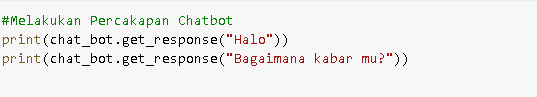 #Melakukan Percakapan Chatbot
print(chat_bot.get_response("Halo"))
print(chat_bot.get_response("Bagaimana kabar mu?"))